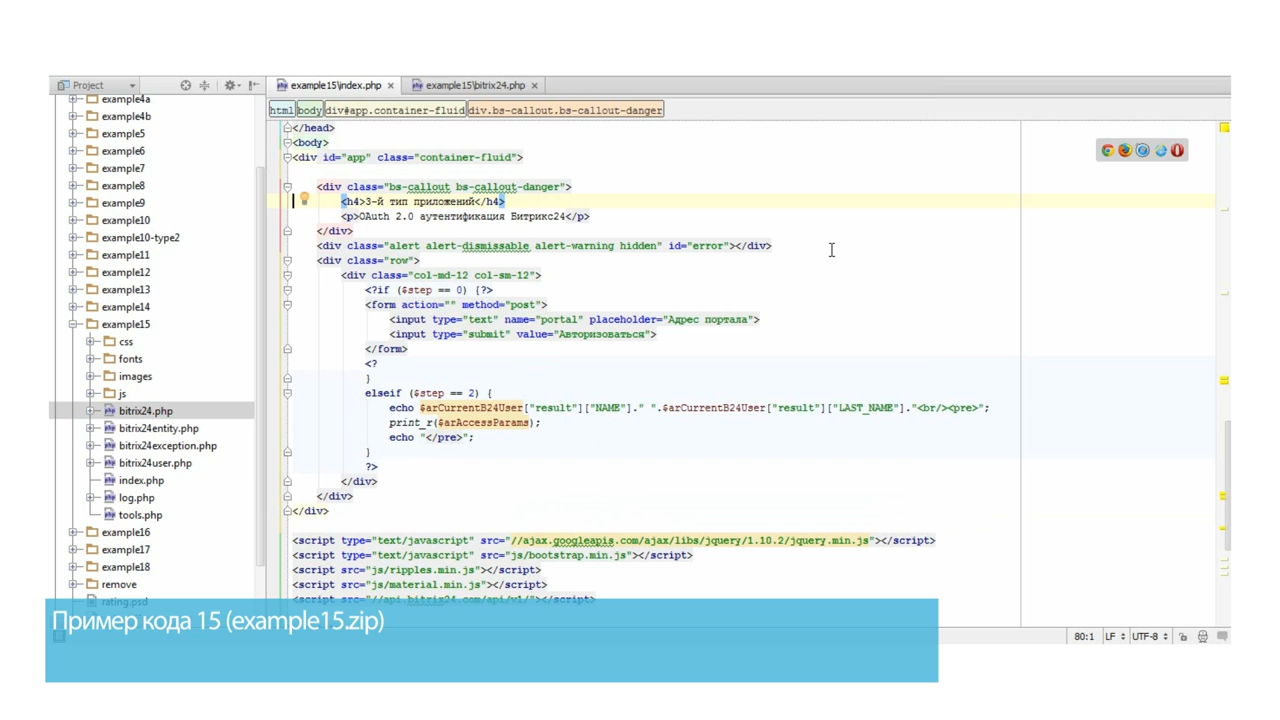 Project
example15\index.php
example15\bitrix24.php
html body div#app.container-fluid div.bs-callout.bs-callout-danger
example4a
example4b
example5
example6
example7
example8
example9
example10
example10-type2
example11
example12
example13
example14
example15
css
fonts
images
js
bitrix24.php
bitrix24entity.php
bitrix24exception.php
bitrix24user.php
index.php
log.php
tools.php
example16
example17
example18
remove
rating.psd
</head>
<body>
<div id="app" class="container-fluid">
<div class="bs-callout bs-callout-danger">
<h4>3-й тип приложений</h4>
<p>OAuth 2.0 аутентификация Битрикс24</p>
</div>
<div class="alert alert-dismissable alert-warning hidden" id="error"></div>
<div class="row">
<div class="col-md-12 col-sm-12">
<?if ($step == 0) {?>
<form action="" method="post">
<input type="text" name="portal" placeholder="Адрес портала">
<input type="submit" value="Авторизоваться">
</form>
<?
}
elseif ($step == 2) {
echo $arCurrentB24User["result"]["NAME"]." ".$arCurrentB24User["result"]["LAST_NAME"]."<br/><pre>";
print_r($arAccessParams);
echo "</pre>";
}
?>
</div>
</div>
</div>
<script type="text/javascript" src="//ajax.googleapis.com/ajax/libs/jquery/1.10.2/jquery.min.js"></script>
<script type="text/javascript" src="js/bootstrap.min.js"></script>
<script src="js/ripples.min.js"></script>
<script src="js/material.min.js"></script>
<script src="//api.bitrix24.com/api/v1/"></script>
Пример кода 15 (example15.zip)
80:1 LF UTF-8